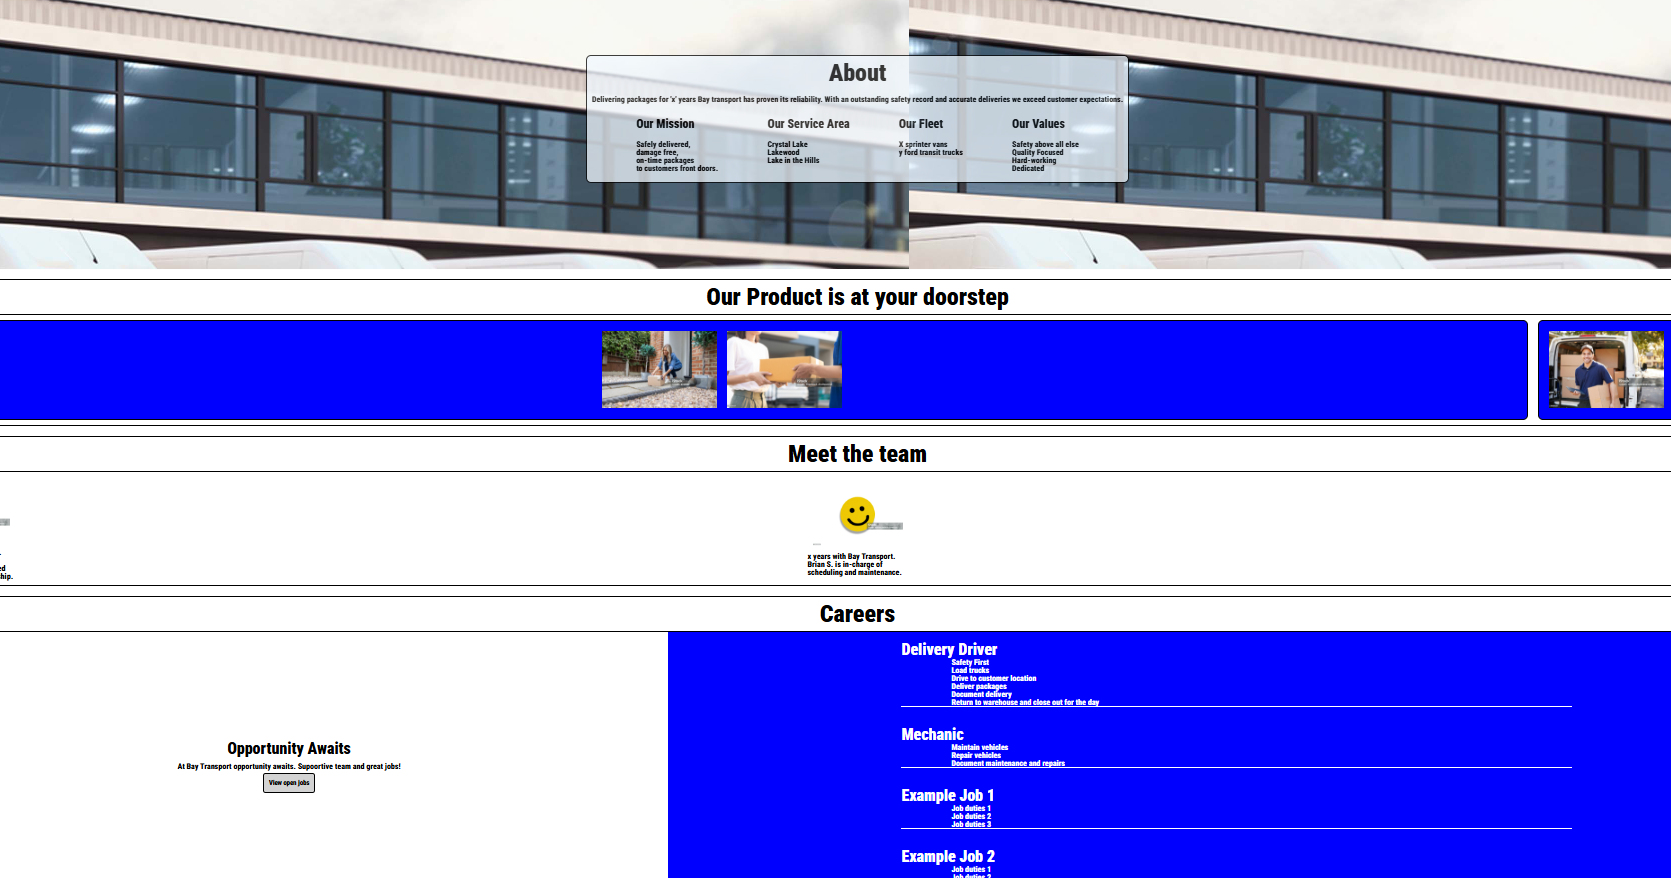 About
Delivering packages for 'x' years Bay transport has proven its reliability. With an outstanding safety record and accurate deliveries we exceed customer expectations.
Our Mission
Safely delivered,
damage free,
on-time packages
to customers front doors.
Our Service Area
Crystal Lake
Lakewood
Lake in the Hills
Our Fleet
X sprinter vans
y ford transit trucks
Our Values
Safety above all else
Quality Focused
Hard-working
Dedicated
Our Product is at your doorstep
Meet the team
ed
hip.
x years with Bay Transport.
Brian S. is in-charge of
scheduling and maintenance.
Careers
Opportunity Awaits
At Bay Transport opportunity awaits. Supoortive team and great jobs!
View open jobs
Delivery Driver
Safety First
Load trucks
Drive to customer location
Deliver packages
Document delivery
Return to warehouse and close out for the day
Mechanic
Maintain vehicles
Repair vehicles
Document maintenance and repairs
Example Job 1
Job duties 1
Job duties 2
Job duties 3
Example Job 2
Job duties 1
Job duties 2